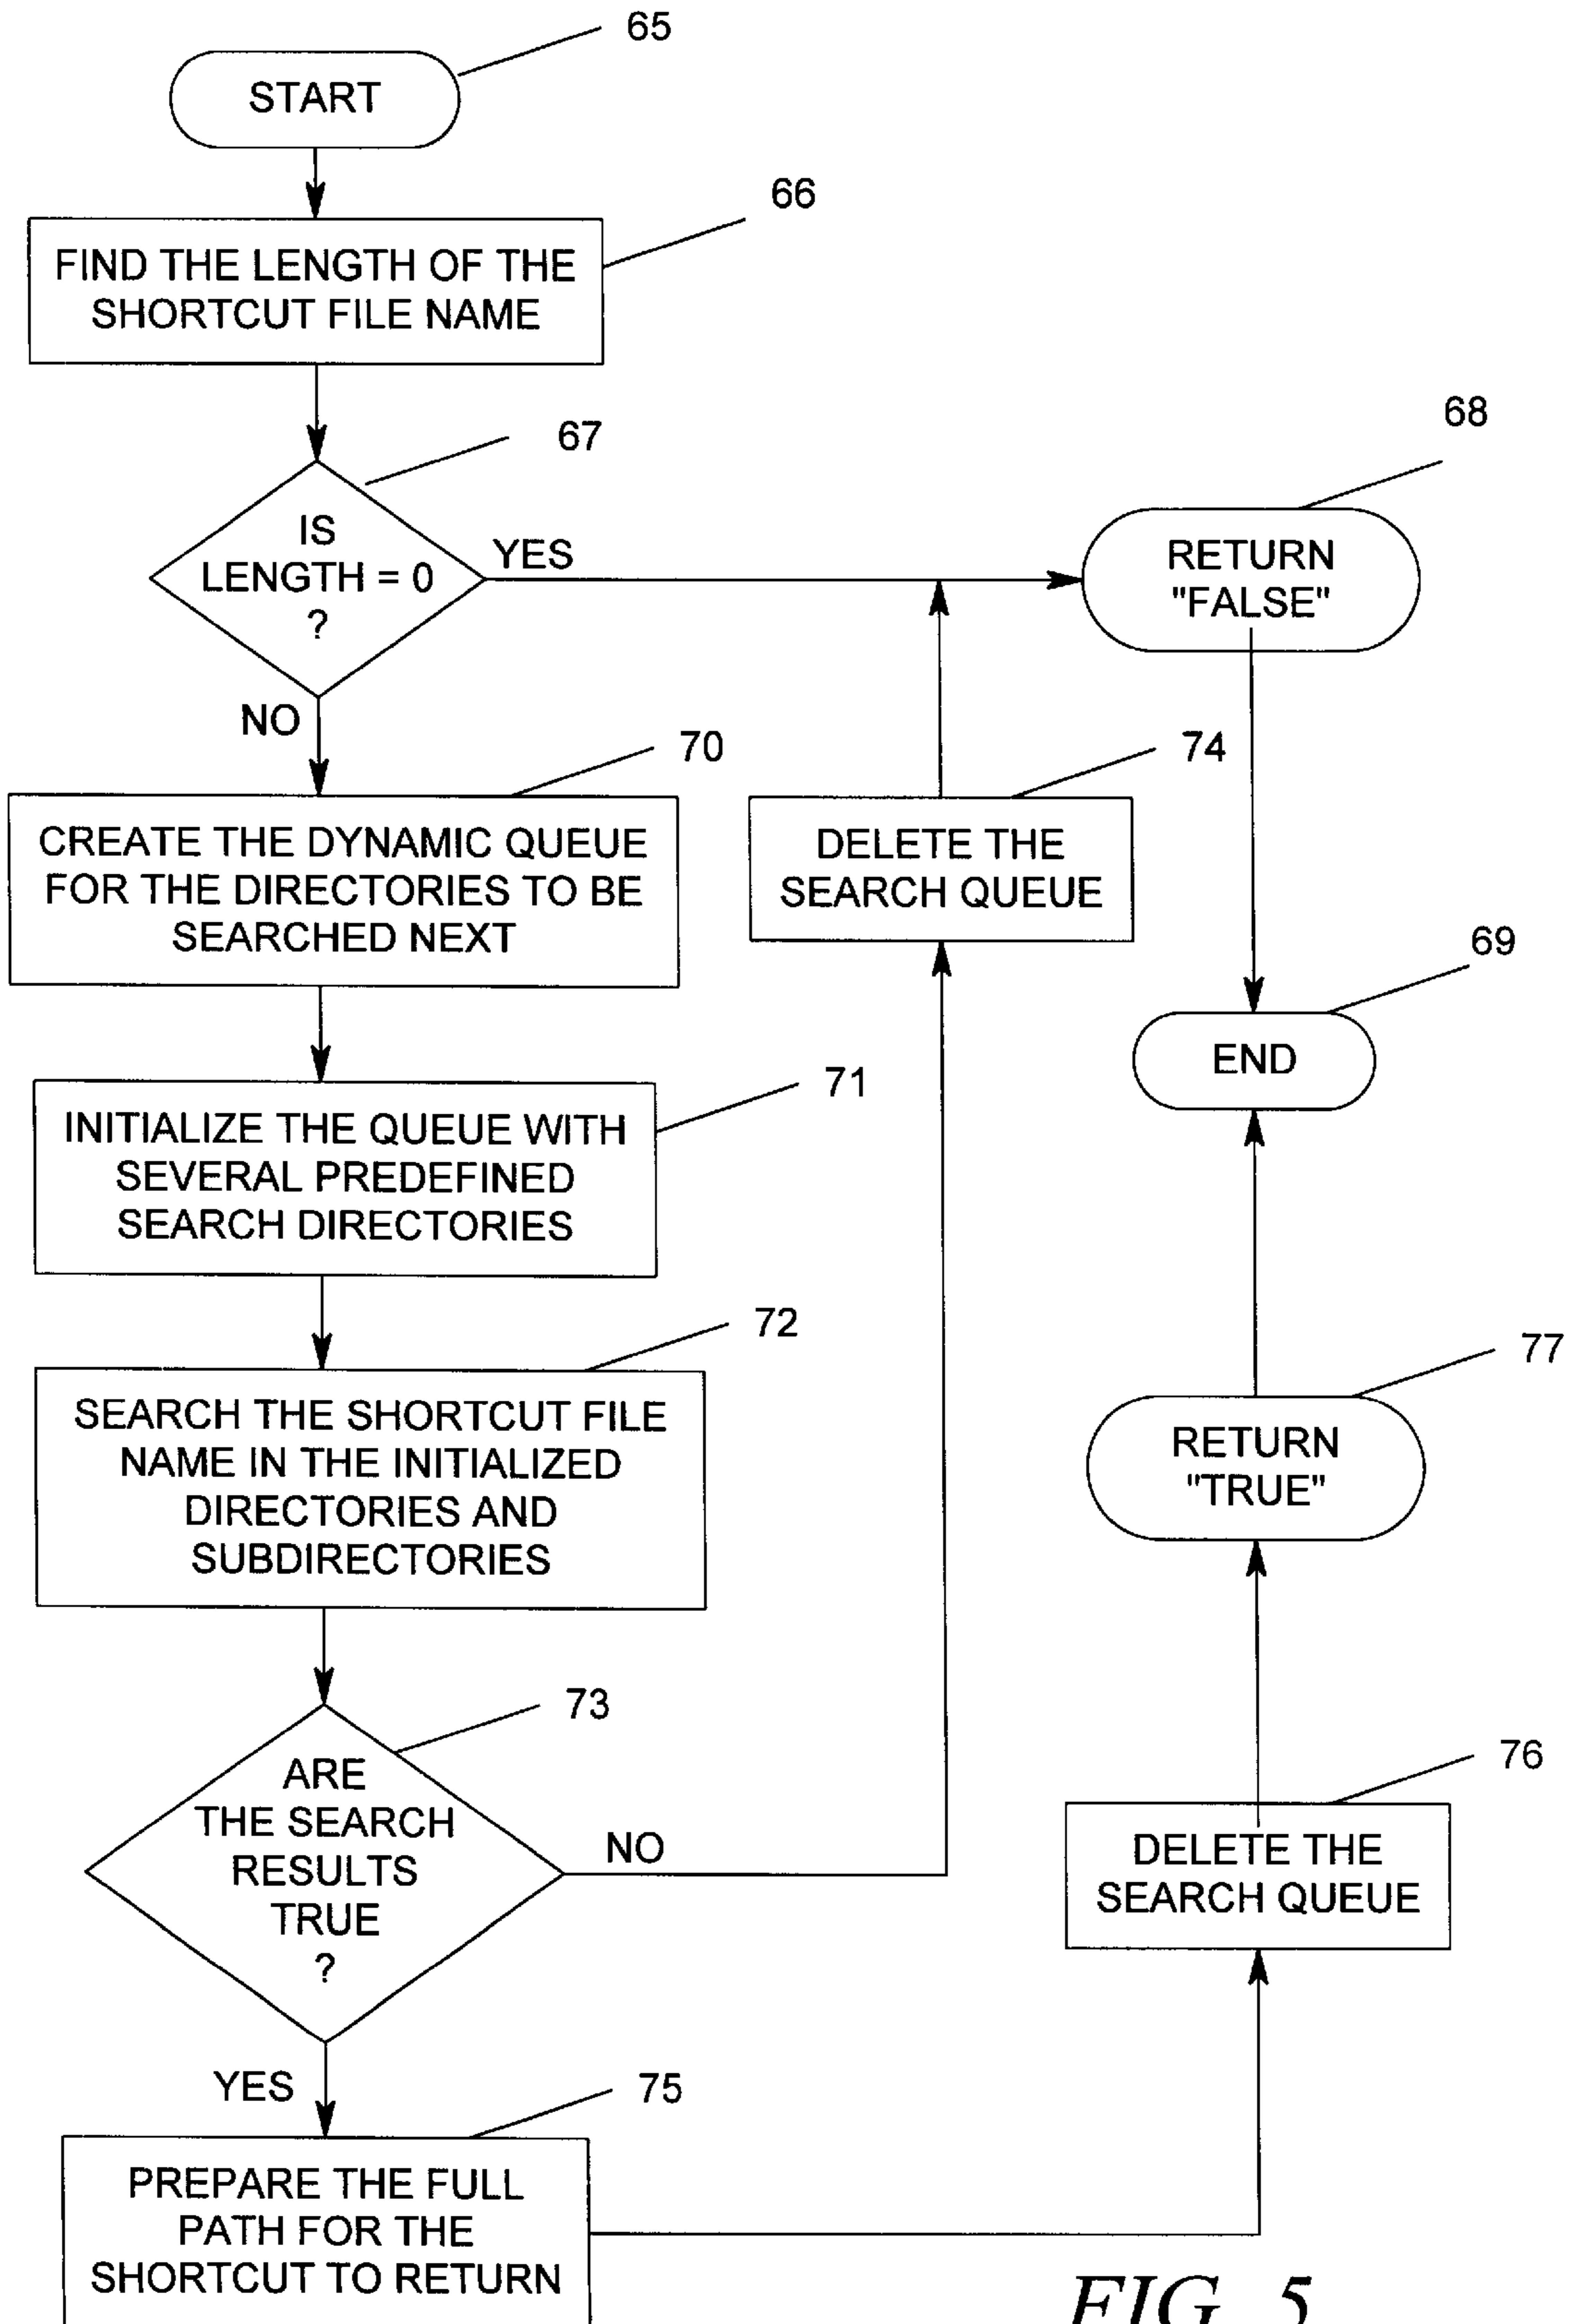 65
START
66
FIND THE LENGTH OF THE
SHORTCUT FILE NAME
67
IS
LENGTH = 0
?
YES
NO
68
RETURN
"FALSE"
70
CREATE THE DYNAMIC QUEUE
FOR THE DIRECTORIES TO BE
SEARCHED NEXT
74
DELETE THE
SEARCH QUEUE
69
END
71
INITIALIZE THE QUEUE WITH
SEVERAL PREDEFINED
SEARCH DIRECTORIES
72
SEARCH THE SHORTCUT FILE
NAME IN THE INITIALIZED
DIRECTORIES AND
SUBDIRECTORIES
77
RETURN
"TRUE"
73
ARE
THE SEARCH
RESULTS
TRUE
?
NO
YES
76
DELETE THE
SEARCH QUEUE
75
PREPARE THE FULL
PATH FOR THE
SHORTCUT TO RETURN
FIG. 5